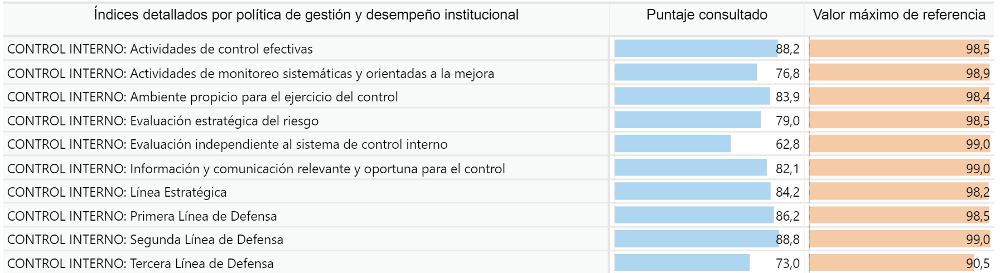 Índices detallados por política de gestión y desempeño institucional Puntaje consultado Valor máximo de referencia
CONTROL INTERNO: Actividades de control efectivas 88,2 98,5
CONTROL INTERNO: Actividades de monitoreo sistemáticas y orientadas a la mejora 76,8 98,9
CONTROL INTERNO: Ambiente propicio para el ejercicio del control 83,9 98,4
CONTROL INTERNO: Evaluación estratégica del riesgo 79,0 98,5
CONTROL INTERNO: Evaluación independiente al sistema de control interno 62,8 99,0
CONTROL INTERNO: Información y comunicación relevante y oportuna para el control 82,1 99,0
CONTROL INTERNO: Línea Estratégica 84,2 98,2
CONTROL INTERNO: Primera Línea de Defensa 86,2 98,5
CONTROL INTERNO: Segunda Línea de Defensa 88,8 99,0
CONTROL INTERNO: Tercera Línea de Defensa 73,0 90,5